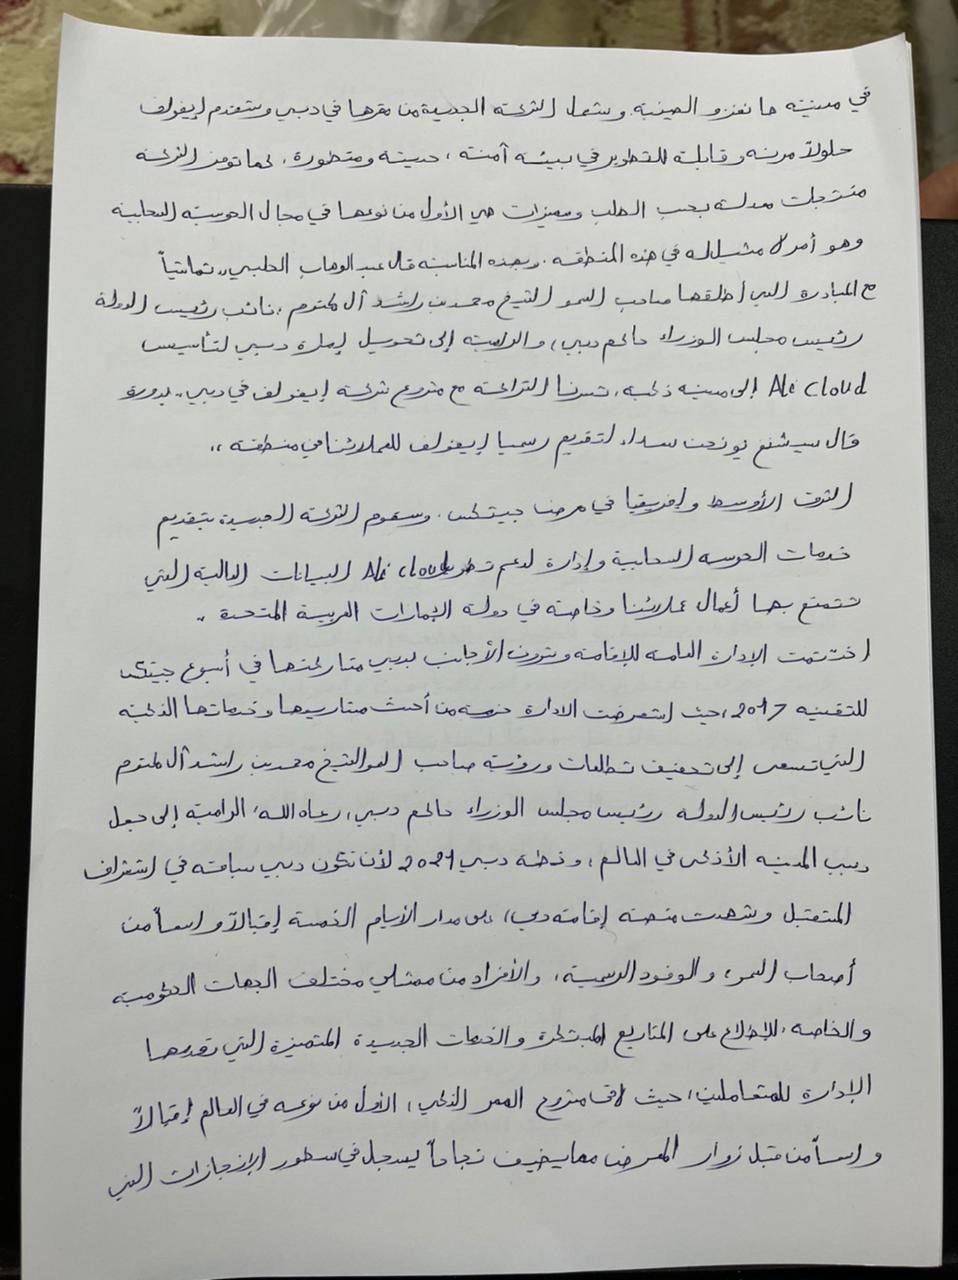 في مدينته هانغزو الصينية. وستعمل الشركة الجديدة من مقرها في دبي وستقدم إيفولف
حلولاً مرنة وقابلة للتطوير في بيئة آمنة، حديثة ومتطورة، كما توفر الشركة
منتجات معدلة بحسب الطلب وميزات هي الأول من نوعها في مجال الحوسبة السحابية
وهو أمر لا مثيل له في هذه المنطقة. وبهذه المناسبة قال عبد الوهاب الحلبي,, تماشياً
مع المبادرة التي أطلقها صاحب السمو الشيخ محمد بن راشد آل مكتوم، نائب رئيس الدولة
رئيس مجلس الوزراء حاكم دبي، والرامية إلى تحويل إمارة دبي لتأسيس
Ali Cloud إلى مدينة ذكية، تسرنا الشراكة مع مشروع شركة إيفولف في دبي,, بدوره
قال سيشنغ يو نحن سعداء لتقديم رسميا إيفولف لعملائنا في منطقة ,,
الشرق الأوسط وإفريقيا في معرض جيتكس. وستقوم الشركة الجديدة بتقديم
خدمات الحوسبة السحابية وإدارة لدعم Ali cloud البيانات العالية التي
تتمتع بها أعمال عملائنا وخاصة في دولة الإمارات العربية المتحدة ,,
اختتمت الإدارة العامة للإقامة وشؤون الأجانب بدبي مشاركتها في أسبوع جيتكس
للتقنية 2017، حيث استعرضت الادارة حزمة من أحدث مشاريعها وخدماتها الذكية
التي تسعى إلى تحقيق تطلعات ورؤية صاحب السمو الشيخ محمد بن راشد آل مكتوم
نائب رئيس الدولة رئيس مجلس الوزراء حاكم دبي، رعاه الله، الرامية إلى جعل
دبي المدينة الأذكى في العالم، وخطة دبي 2021 لأن تكون دبي سباقة في استشراف
المستقبل وشهدت منصة إقامة دبي، على مدار الأيام الخمسة إقبالاً واسعاً من
أصحاب السمو، والوفود الرسمية، والأفراد من ممثلي مختلف الجهات الحكومية
والخاصة، للإطلاع على المشاريع المبتكرة والخدمات الجديدة المتميزة التي تقدمها
الإدارة للمتعاملين، حيث لاقى مشروع الممر الذكي، الأول من نوعه في العالم إقبالاً
واسعاً من قبل زوار المعرض مما يضيف نجاحاً يسجل في سطور الإنجازات التي